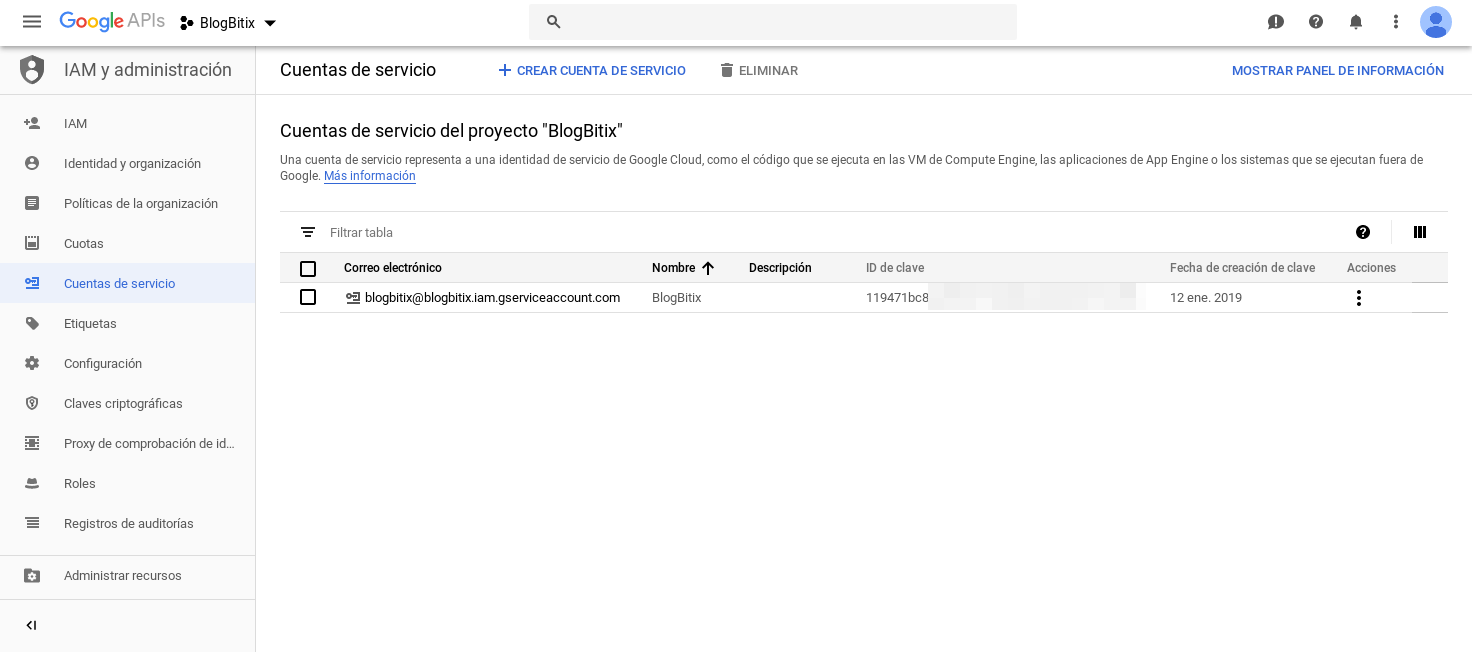 Google APIs BlogBitix
IAM y administración
Cuentas de servicio CREAR CUENTA DE SERVICIO ELIMINAR MOSTRAR PANEL DE INFORMACIÓN
IAM
Identidad y organización
Políticas de la organización
Cuotas
Cuentas de servicio
Etiquetas
Configuración
Claves criptográficas
Proxy de comprobación de id...
Roles
Registros de auditorías
Administrar recursos
Cuentas de servicio del proyecto "BlogBitix"
Una cuenta de servicio representa a una identidad de servicio de Google Cloud, como el código que se ejecuta en las VM de Compute Engine, las aplicaciones de App Engine o los sistemas que se ejecutan fuera de
Google. Más información
Filtrar tabla
Correo electrónico Nombre Descripción ID de clave Fecha de creación de clave Acciones
blogbitix@blogbitix.iam.gserviceaccount.com BlogBitix 119471bc8 12 ene. 2019